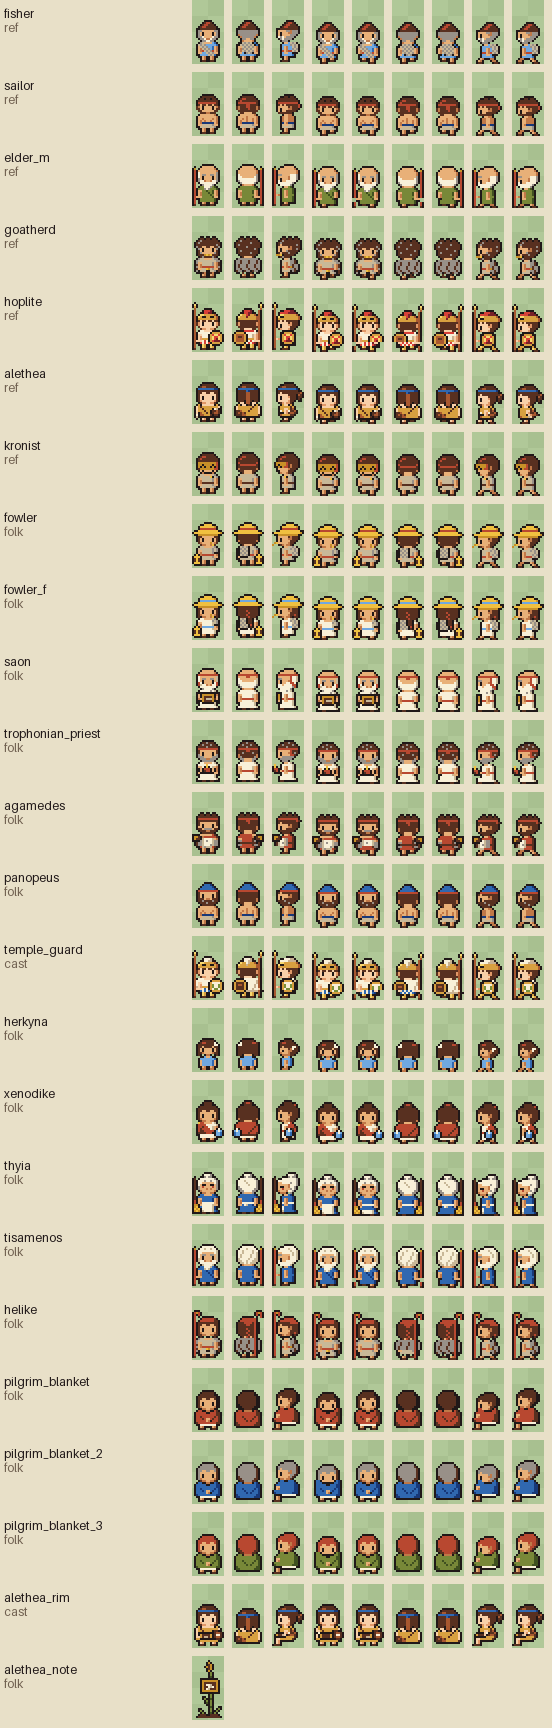 fisher
ref
sailor
ref
elder_m
ref
goatherd
ref
hoplite
ref
alethea
ref
kronist
ref
fowler
folk
fowler_f
folk
saon
folk
trophonian_priest
folk
agamedes
folk
panopeus
folk
temple_guard
cast
herkyna
folk
xenodike
folk
thyia
folk
tisamenos
folk
helike
folk
pilgrim_blanket
folk
pilgrim_blanket_2
folk
pilgrim_blanket_3
folk
alethea_rim
cast
alethea_note
folk